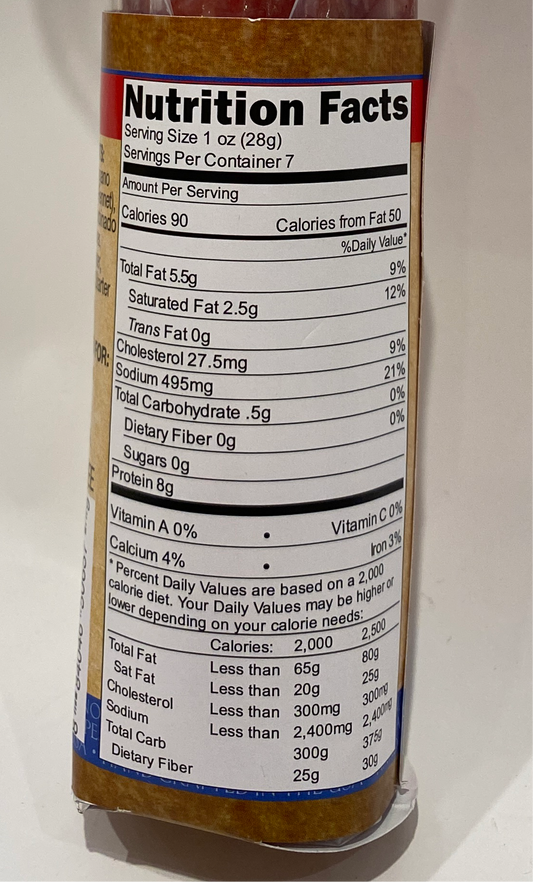 Nutrition Facts
Serving Size 1 oz (28g)
Servings Per Container 7
Amount Per Serving
Calories 90 Calories from Fat 50
%Daily Value*
Total Fat 5.5g 9%
Saturated Fat 2.5g 12%
Trans Fat 0g
Cholesterol 27.5mg 9%
Sodium 495mg 21%
Total Carbohydrate .5g 0%
Dietary Fiber 0g 0%
Sugars 0g
Protein 8g
Vitamin A 0% • Vitamin C 0%
Calcium 4% • Iron 3%
* Percent Daily Values are based on a 2,000
calorie diet. Your Daily Values may be higher or
lower depending on your calorie needs:
Calories: 2,000 2,500
Total Fat Less than 65g 80g
Sat Fat Less than 20g 25g
Cholesterol Less than 300mg 300mg
Sodium Less than 2,400mg 2,400mg
Total Carb 300g 375g
Dietary Fiber 25g 30g
FOR: